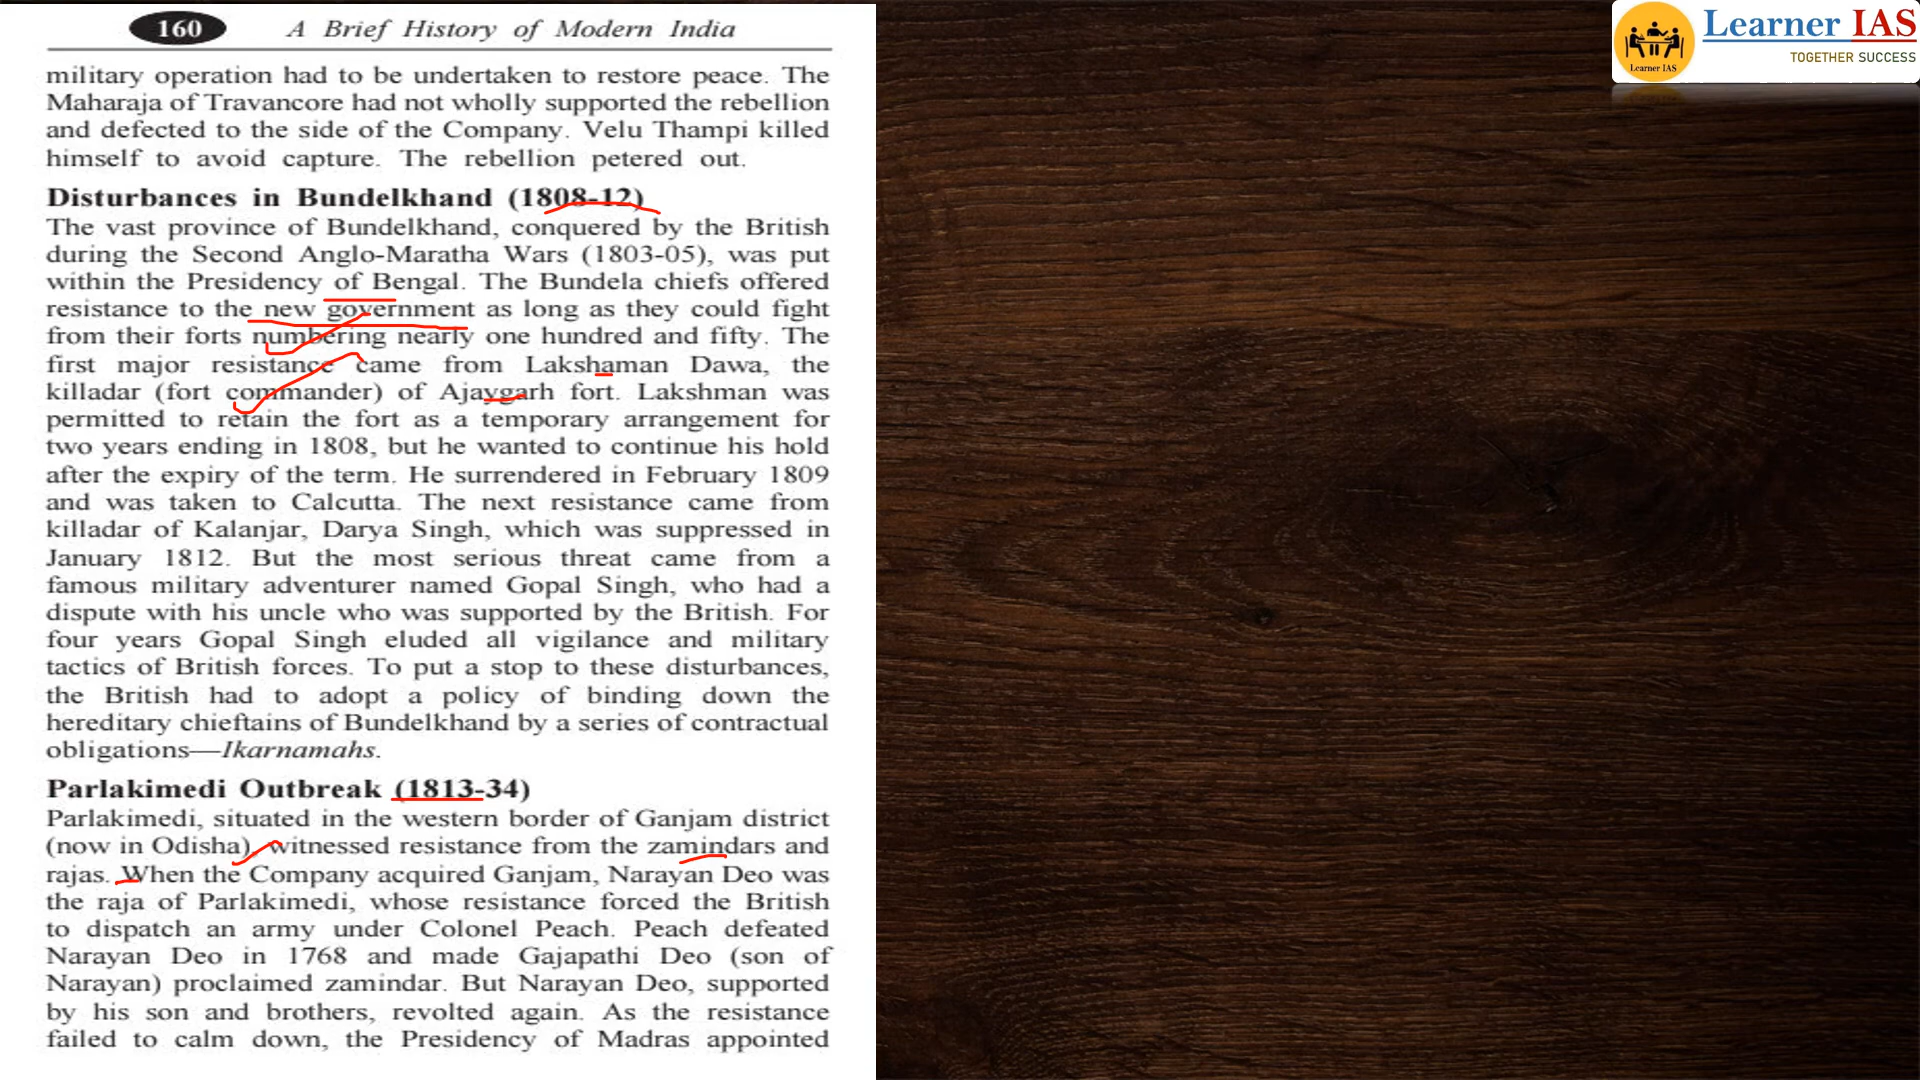 160 A Brief History of Modern India
military operation had to be undertaken to restore peace. The
Maharaja of Travancore had not wholly supported the rebellion
and defected to the side of the Company. Velu Thampi killed
himself to avoid capture. The rebellion petered out.
Disturbances in Bundelkhand (1808-12)
The vast province of Bundelkhand, conquered by the British
during the Second Anglo-Maratha Wars (1803-05), was put
within the Presidency of Bengal. The Bundela chiefs offered
resistance to the new government as long as they could fight
from their forts numbering nearly one hundred and fifty. The
first major resistance came from Lakshaman Dawa, the
killadar (fort commander) of Ajaygarh fort. Lakshman was
permitted to retain the fort as a temporary arrangement for
two years ending in 1808, but he wanted to continue his hold
after the expiry of the term. He surrendered in February 1809
and was taken to Calcutta. The next resistance came from
killadar of Kalanjar, Darya Singh, which was suppressed in
January 1812. But the most serious threat came from a
famous military adventurer named Gopal Singh, who had a
dispute with his uncle who was supported by the British. For
four years Gopal Singh eluded all vigilance and military
tactics of British forces. To put a stop to these disturbances,
the British had to adopt a policy of binding down the
hereditary chieftains of Bundelkhand by a series of contractual
obligations—Ikarnamahs.
Parlakimedi Outbreak (1813-34)
Parlakimedi, situated in the western border of Ganjam district
(now in Odisha), witnessed resistance from the zamindars and
rajas. When the Company acquired Ganjam, Narayan Deo was
the raja of Parlakimedi, whose resistance forced the British
to dispatch an army under Colonel Peach. Peach defeated
Narayan Deo in 1768 and made Gajapathi Deo (son of
Narayan) proclaimed zamindar. But Narayan Deo, supported
by his son and brothers, revolted again. As the resistance
failed to calm down, the Presidency of Madras appointed
Learner IAS
Learner IAS
TOGETHER SUCCESS